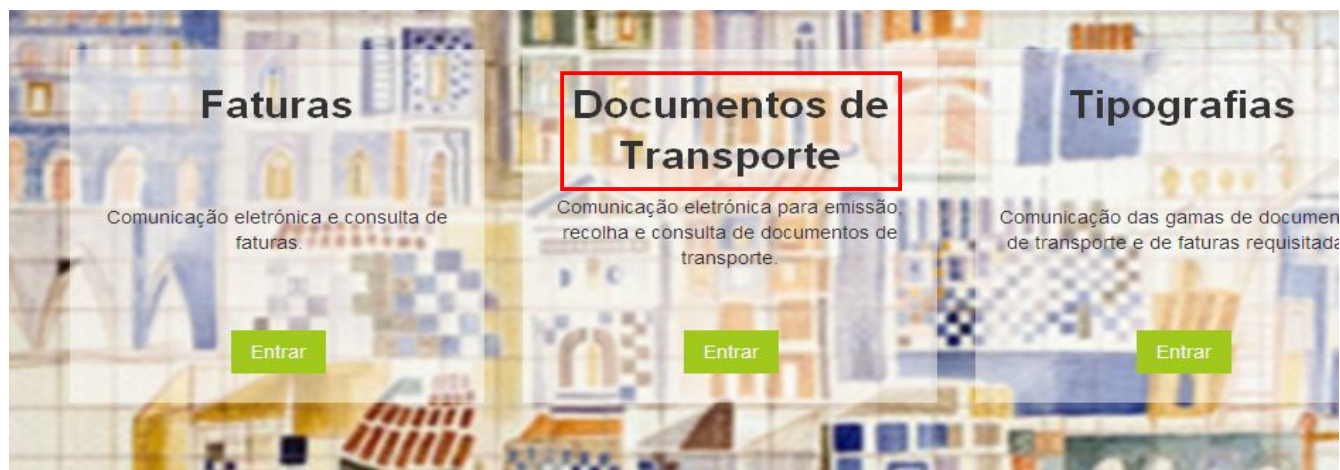 Faturas
Comunicação eletrónica e consulta de
faturas.
Entrar
Documentos de
Transporte
Comunicação eletrónica para emissão,
recolha e consulta de documentos de
transporte.
Entrar
Tipografias
Comunicação das gamas de documen
de transporte e de faturas requisitada
Entrar